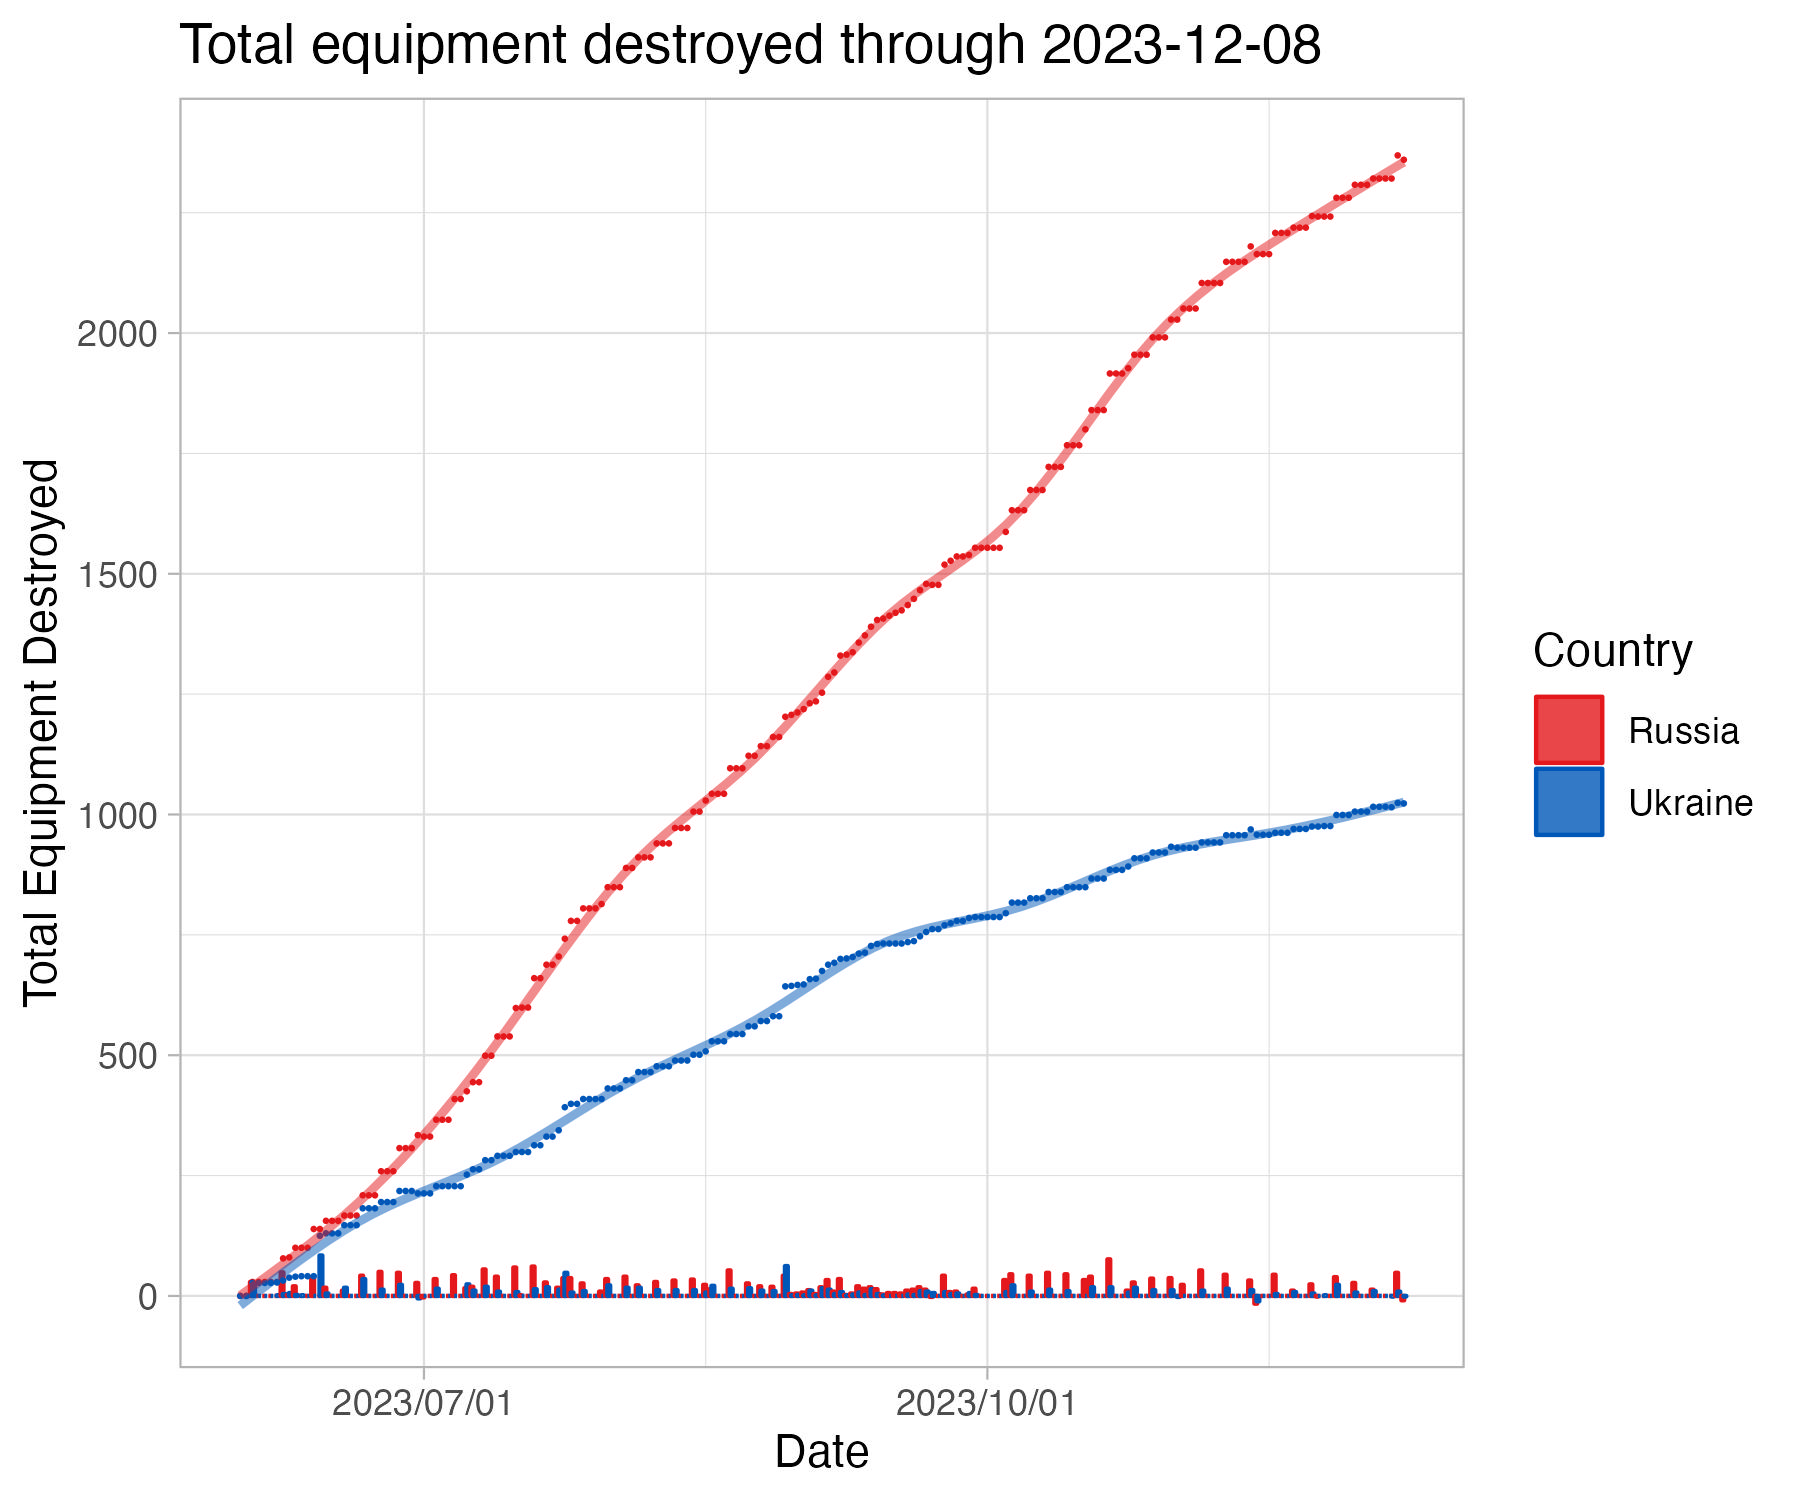 Total equipment destroyed through 2023-12-08
Total Equipment Destroyed
2000
1500
1000
500
0
2023/07/01
2023/10/01
Date
Country
Russia
Ukraine